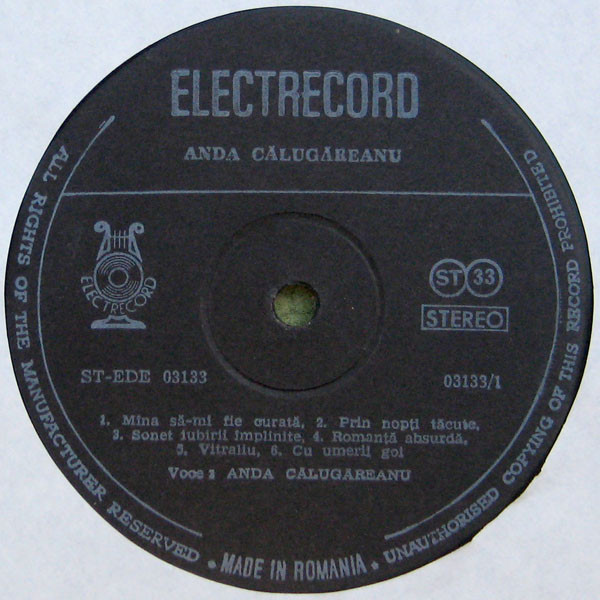 ELECTRECORD
ANDA CĂLUGĂREANU
ELECTRECORD
ST 33
STEREO
ST-EDE 03133
03133/1
1. Mîna să-mi fie curată, 2. Prin nopți tăcute,
3. Sonet iubirii împlinite, 4. Romanță absurdă,
5. Vitraliu, 6. Cu umerii goi
Voce : ANDA CĂLUGĂREANU
ALL RIGHTS OF THE MANUFACTURER RESERVED • MADE IN ROMANIA • UNAUTHORISED COPYING OF THIS RECORD PROHIBITED